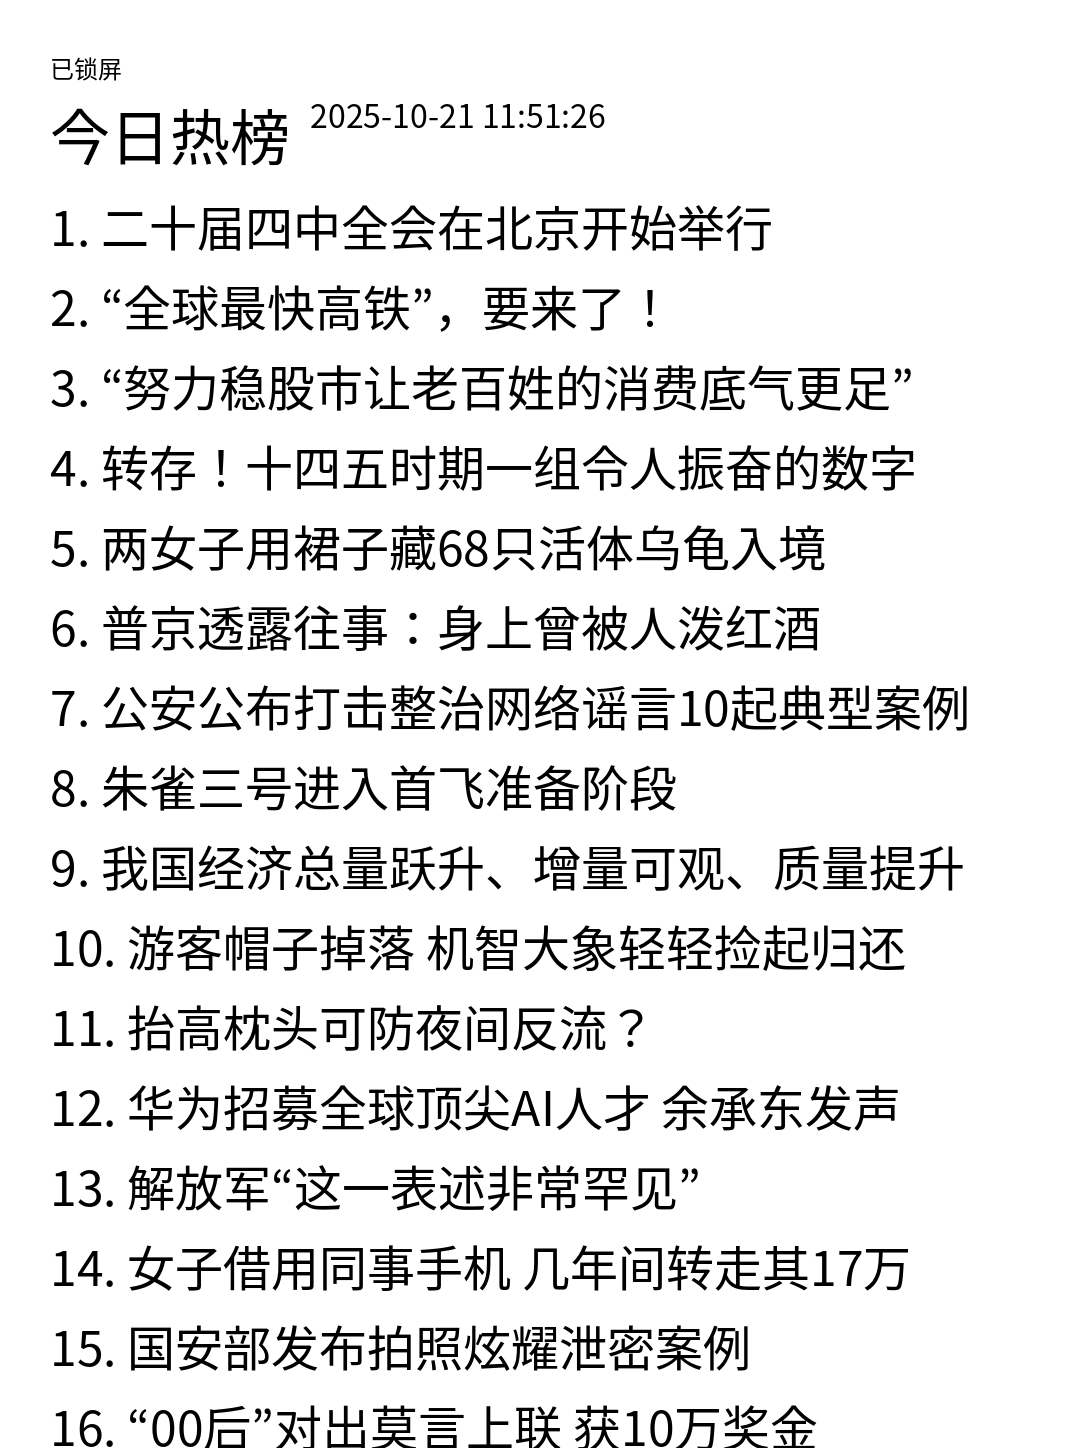 已锁屏
今日热榜 2025-10-21 11:51:26
1. 二十届四中全会在北京开始举行
2. “全球最快高铁”，要来了！
3. “努力稳股市让老百姓的消费底气更足”
4. 转存！十四五时期一组令人振奋的数字
5. 两女子用裙子藏68只活体乌龟入境
6. 普京透露往事：身上曾被人泼红酒
7. 公安公布打击整治网络谣言10起典型案例
8. 朱雀三号进入首飞准备阶段
9. 我国经济总量跃升、增量可观、质量提升
10. 游客帽子掉落 机智大象轻轻捡起归还
11. 抬高枕头可防夜间反流？
12. 华为招募全球顶尖AI人才 余承东发声
13. 解放军“这一表述非常罕见”
14. 女子借用同事手机 几年间转走其17万
15. 国安部发布拍照炫耀泄密案例
16. “00后”对出莫言上联 获10万奖金